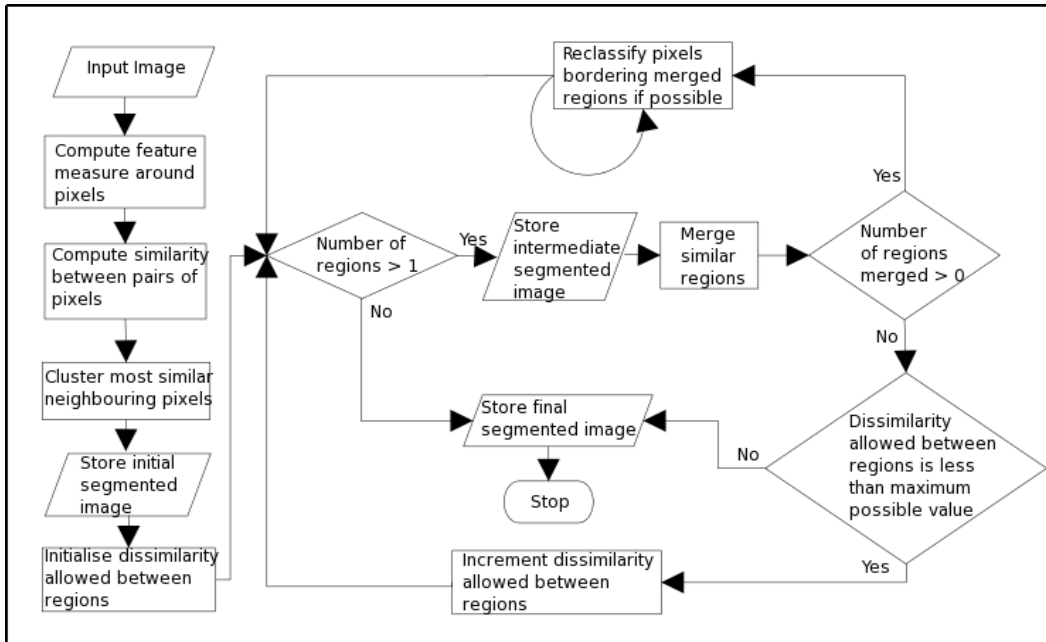 Input Image
Compute feature
measure around
pixels
Compute similarity
between pairs of
pixels
Cluster most similar
neighbouring pixels
Store initial
segmented
image
Initialise dissimilarity
allowed between
regions
Number of
regions > 1
Yes
No
Store
intermediate
segmented
image
Merge
similar
regions
Number
of regions
merged > 0
Yes
No
Reclassify pixels
bordering merged
regions if possible
Dissimilarity
allowed between
regions is less
than maximum
possible value
No
Yes
Store final
segmented image
Stop
Increment dissimilarity
allowed between
regions